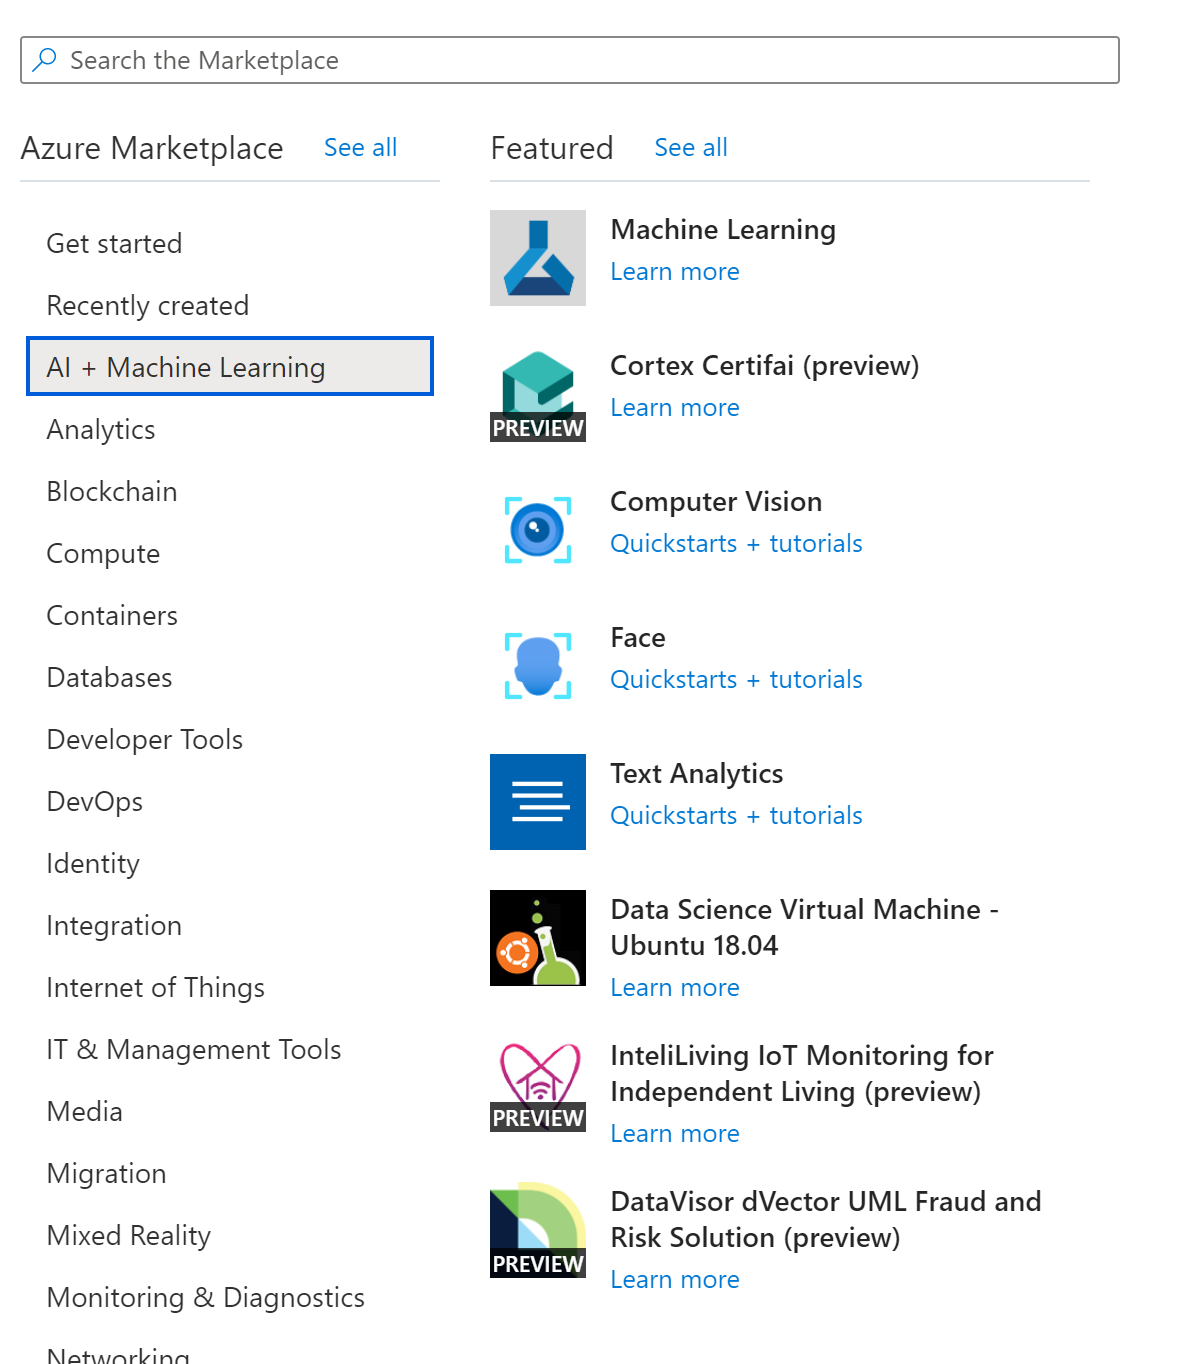 Search the Marketplace
Azure Marketplace
See all
Get started
Recently created
AI + Machine Learning
Analytics
Blockchain
Compute
Containers
Databases
Developer Tools
DevOps
Identity
Integration
Internet of Things
IT & Management Tools
Media
Migration
Mixed Reality
Monitoring & Diagnostics
Networking
Featured
See all
Machine Learning
Learn more
PREVIEW
Cortex Certifai (preview)
Learn more
Computer Vision
Quickstarts + tutorials
Face
Quickstarts + tutorials
Text Analytics
Quickstarts + tutorials
Data Science Virtual Machine -
Ubuntu 18.04
Learn more
PREVIEW
InteliLiving IoT Monitoring for
Independent Living (preview)
Learn more
PREVIEW
DataVisor dVector UML Fraud and
Risk Solution (preview)
Learn more